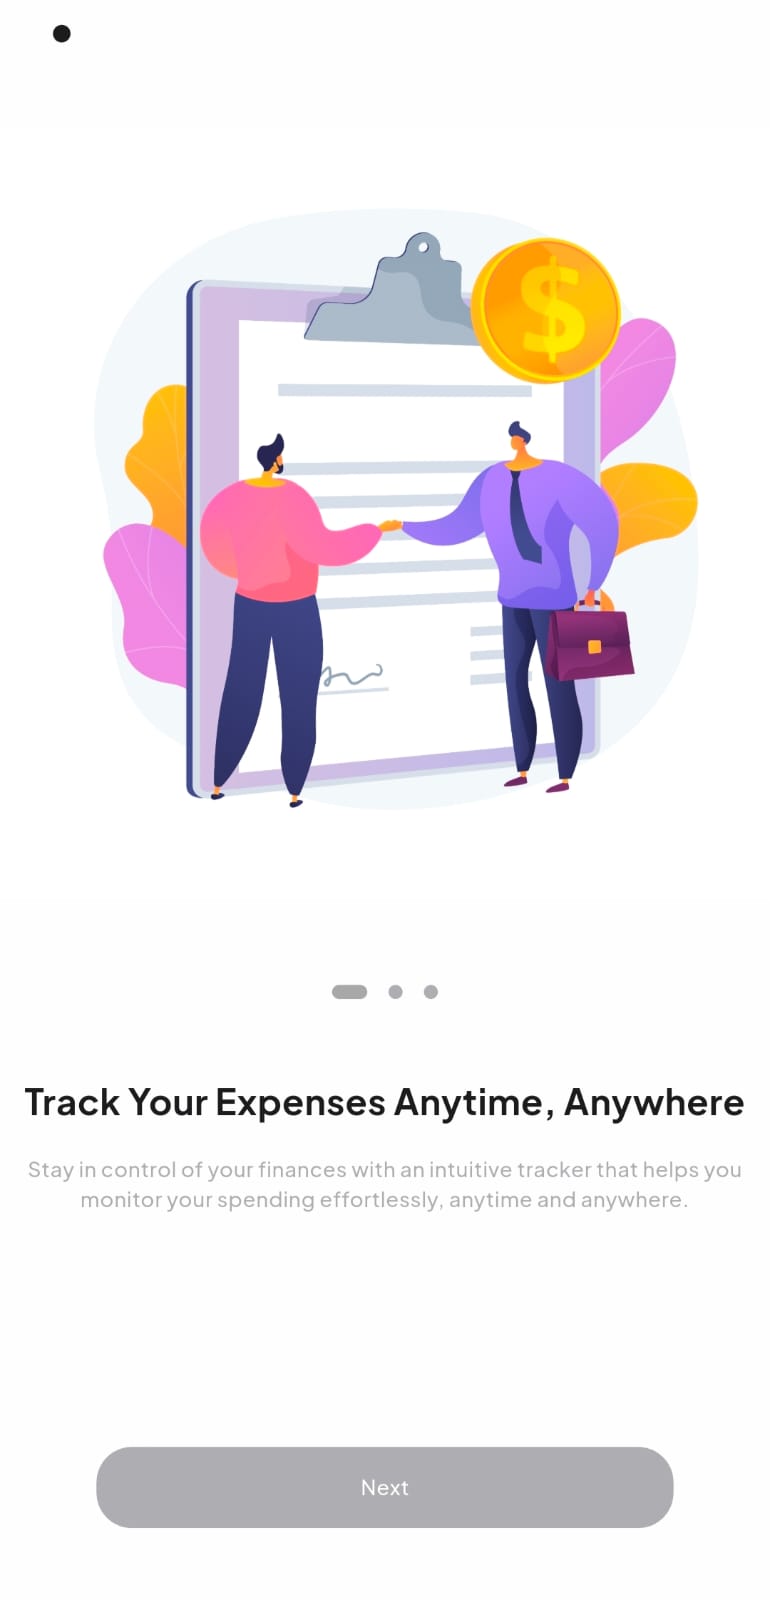 $
Track Your Expenses Anytime, Anywhere
Stay in control of your finances with an intuitive tracker that helps you
monitor your spending effortlessly, anytime and anywhere.
Next